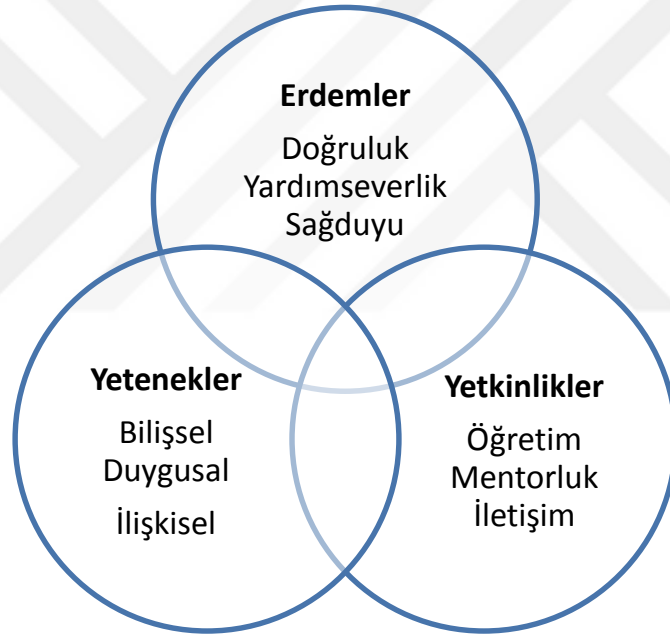 Erdemler
Doğruluk
Yardımseverlik
Sağduyu
Yetenekler
Bilişsel
Duygusal
İlişkisel
Yetkinlikler
Öğretim
Mentorluk
İletişim